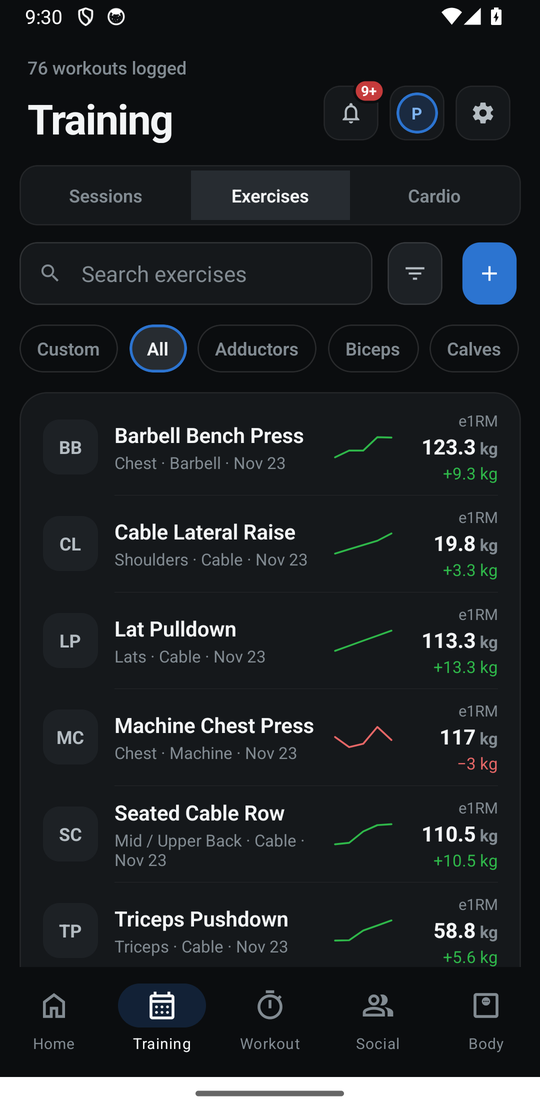 9:30
76 workouts logged
Training
9+
P
Sessions
Exercises
Cardio
Search exercises
Custom
All
Adductors
Biceps
Calves
BB
Barbell Bench Press
Chest · Barbell · Nov 23
e1RM
123.3 kg
+9.3 kg
CL
Cable Lateral Raise
Shoulders · Cable · Nov 23
e1RM
19.8 kg
+3.3 kg
LP
Lat Pulldown
Lats · Cable · Nov 23
e1RM
113.3 kg
+13.3 kg
MC
Machine Chest Press
Chest · Machine · Nov 23
e1RM
117 kg
−3 kg
SC
Seated Cable Row
Mid / Upper Back · Cable ·
Nov 23
e1RM
110.5 kg
+10.5 kg
TP
Triceps Pushdown
Triceps · Cable · Nov 23
e1RM
58.8 kg
+5.6 kg
Home
Training
Workout
Social
Body